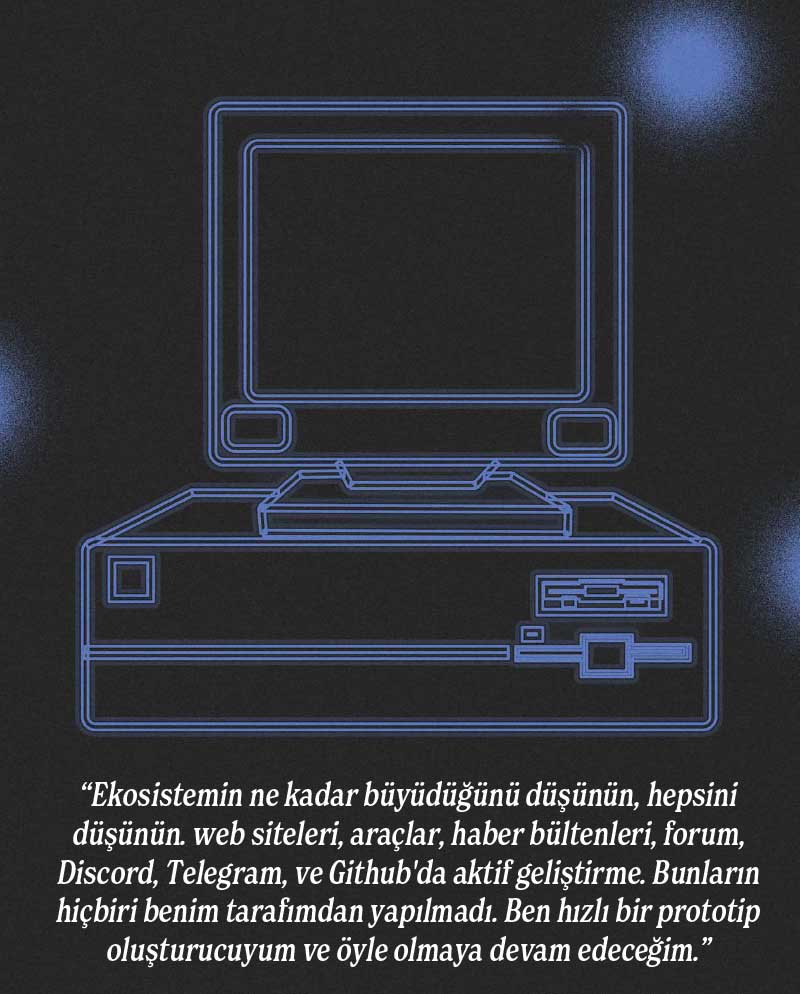 “Ekosistemin ne kadar büyüdüğünü düşünün, hepsini
düşünün. web siteleri, araçlar, haber bültenleri, forum,
Discord, Telegram, ve Github'da aktif geliştirme. Bunların
hiçbiri benim tarafımdan yapılmadı. Ben hızlı bir prototip
oluşturucuyum ve öyle olmaya devam edeceğim.”